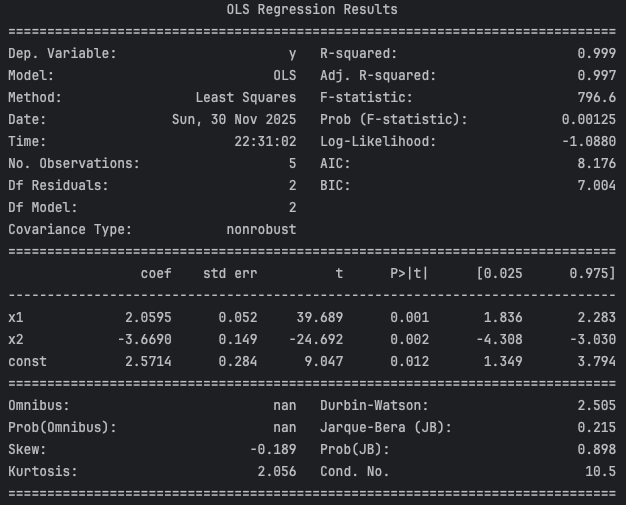 OLS Regression Results
==============================================================================
Dep. Variable: y R-squared: 0.999
Model: OLS Adj. R-squared: 0.997
Method: Least Squares F-statistic: 796.6
Date: Sun, 30 Nov 2025 Prob (F-statistic): 0.00125
Time: 22:31:02 Log-Likelihood: -1.0880
No. Observations: 5 AIC: 8.176
Df Residuals: 2 BIC: 7.004
Df Model: 2
Covariance Type: nonrobust
==============================================================================
coef std err t P>|t| [0.025 0.975]
------------------------------------------------------------------------------
x1 2.0595 0.052 39.689 0.001 1.836 2.283
x2 -3.6690 0.149 -24.692 0.002 -4.308 -3.030
const 2.5714 0.284 9.047 0.012 1.349 3.794
==============================================================================
Omnibus: nan Durbin-Watson: 2.505
Prob(Omnibus): nan Jarque-Bera (JB): 0.215
Skew: -0.189 Prob(JB): 0.898
Kurtosis: 2.056 Cond. No. 10.5
==============================================================================